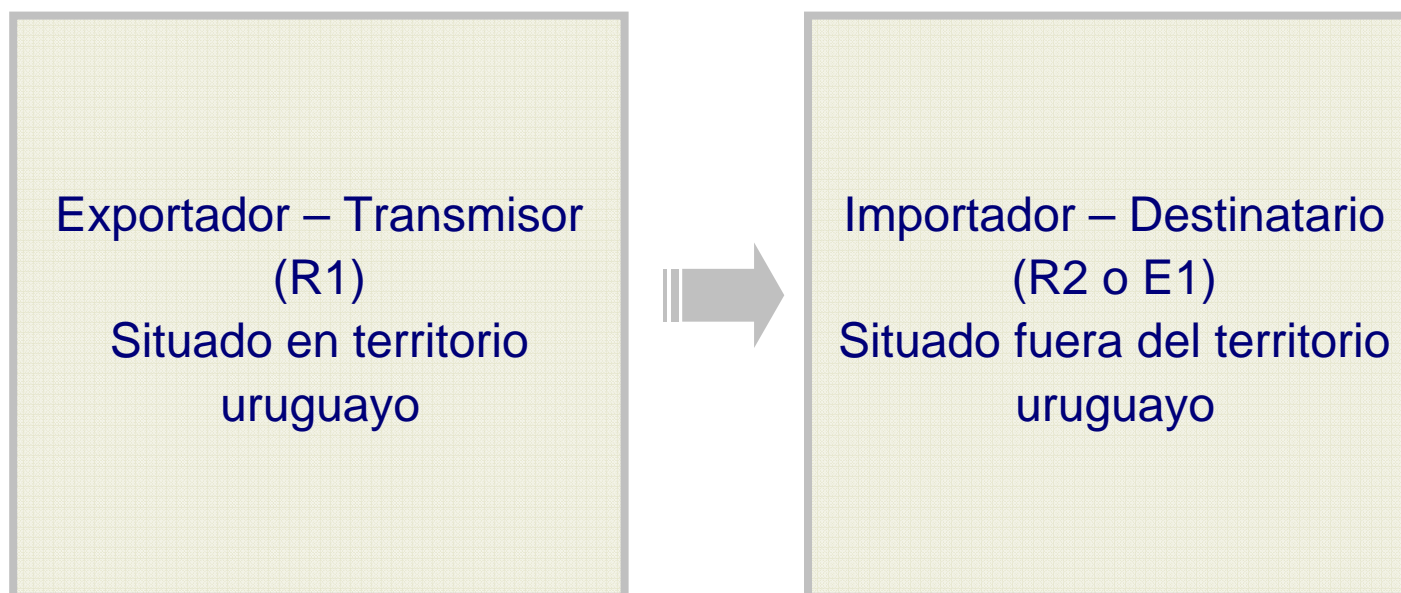 Exportador – Transmisor
(R1)
Situado en territorio
uruguayo
Importador – Destinatario
(R2 o E1)
Situado fuera del territorio
uruguayo